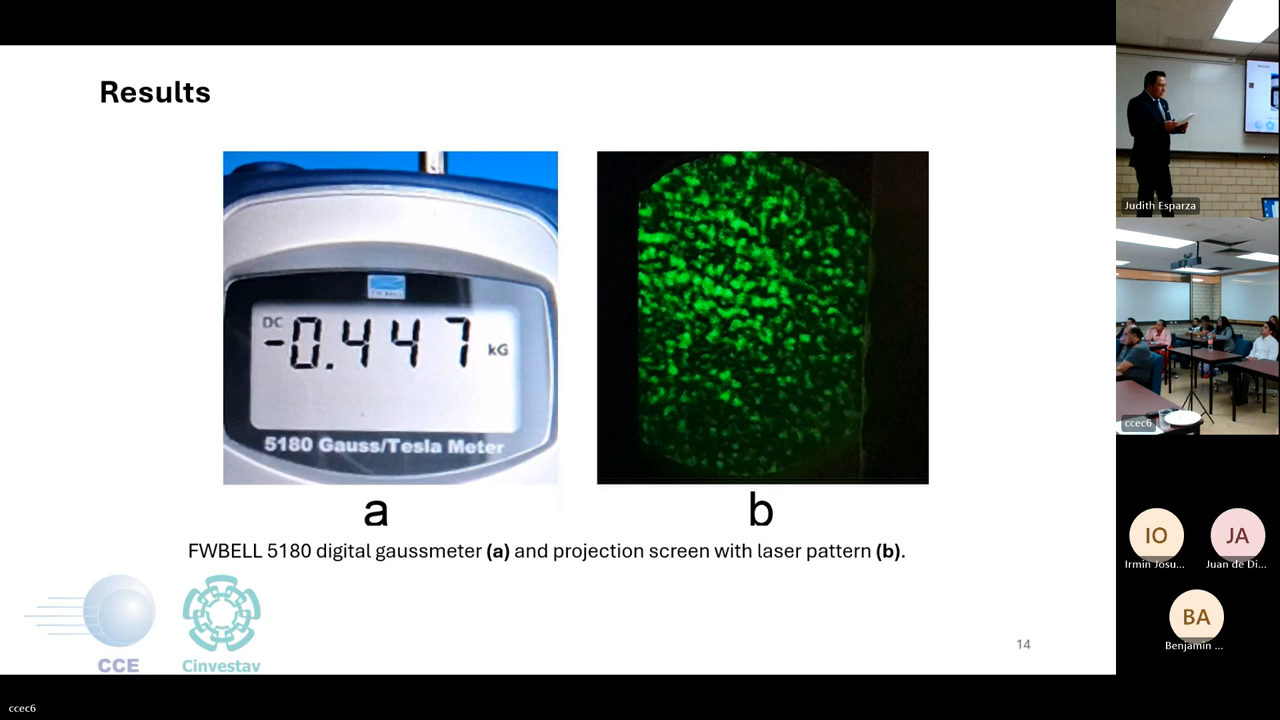 Results
DC
-0.447
kG
5180 Gauss/Tesla Meter
a
b
FWBELL 5180 digital gaussmeter (a) and projection screen with laser pattern (b).
CCE
Cinvestav
14
Judith Esparza
ccec6
IO
JA
Irmin Josu...
Juan de Di...
BA
Benjamin ...
ccec6